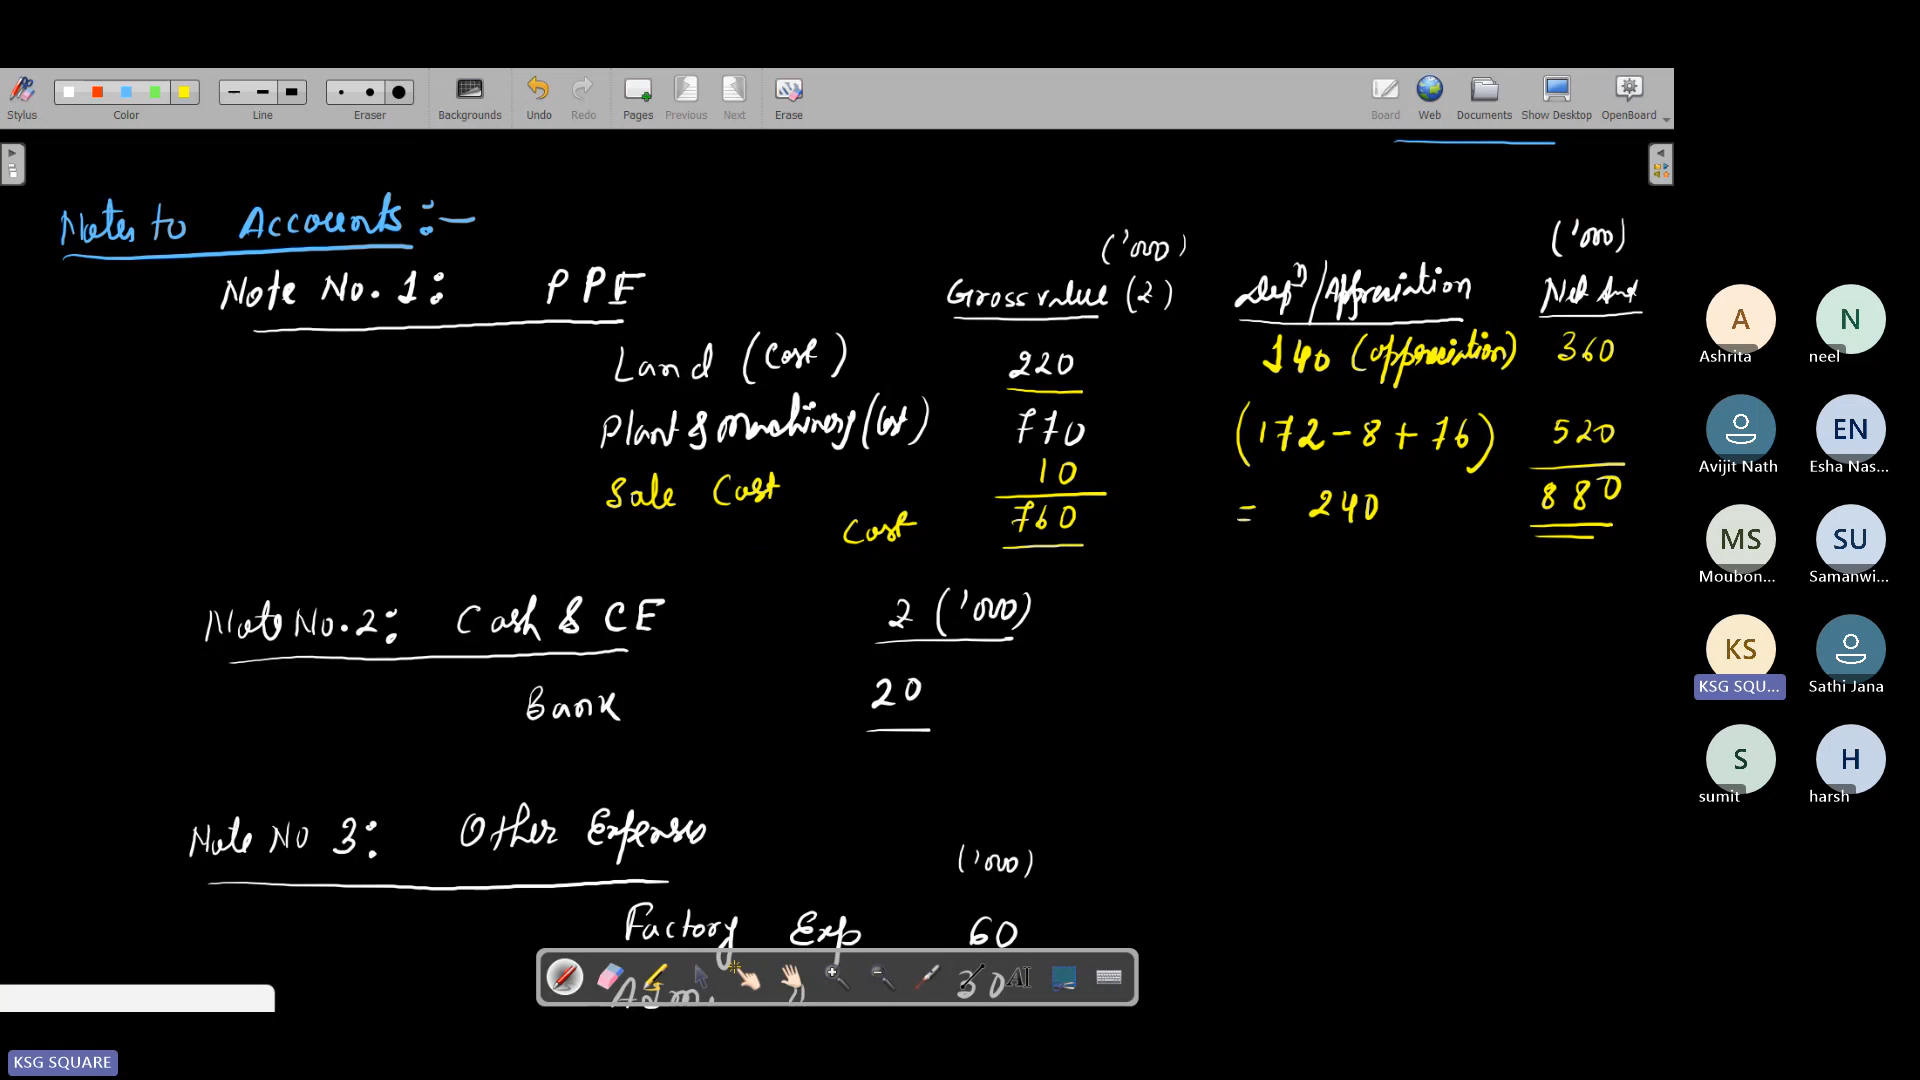 Stylus Color Line Eraser Backgrounds Undo Redo Pages Previous Next Erase Board Web Documents Show Desktop OpenBoard
Notes to Accounts :-
('000) ('000)
Note No. 1: PPE Gross value (₹) Depn/Appreciation Net Amt
Land (Cost) 220 140 (appreciation) 360
Plant & Machinery (Cost) 770 (172 - 8 + 76) 520
Sale Cost 10 = 240 880
Cost 760
Note No. 2: Cash & CE ₹ ('000)
Bank 20
Note No 3: Other Expenses
('000)
Factory Exp 60
Adm. " 30
AI
A
Ashrita
N
neel
Avijit Nath
EN
Esha Nas...
MS
Moubon...
SU
Samanwi...
KS
KSG SQU...
Sathi Jana
S
sumit
H
harsh
KSG SQUARE